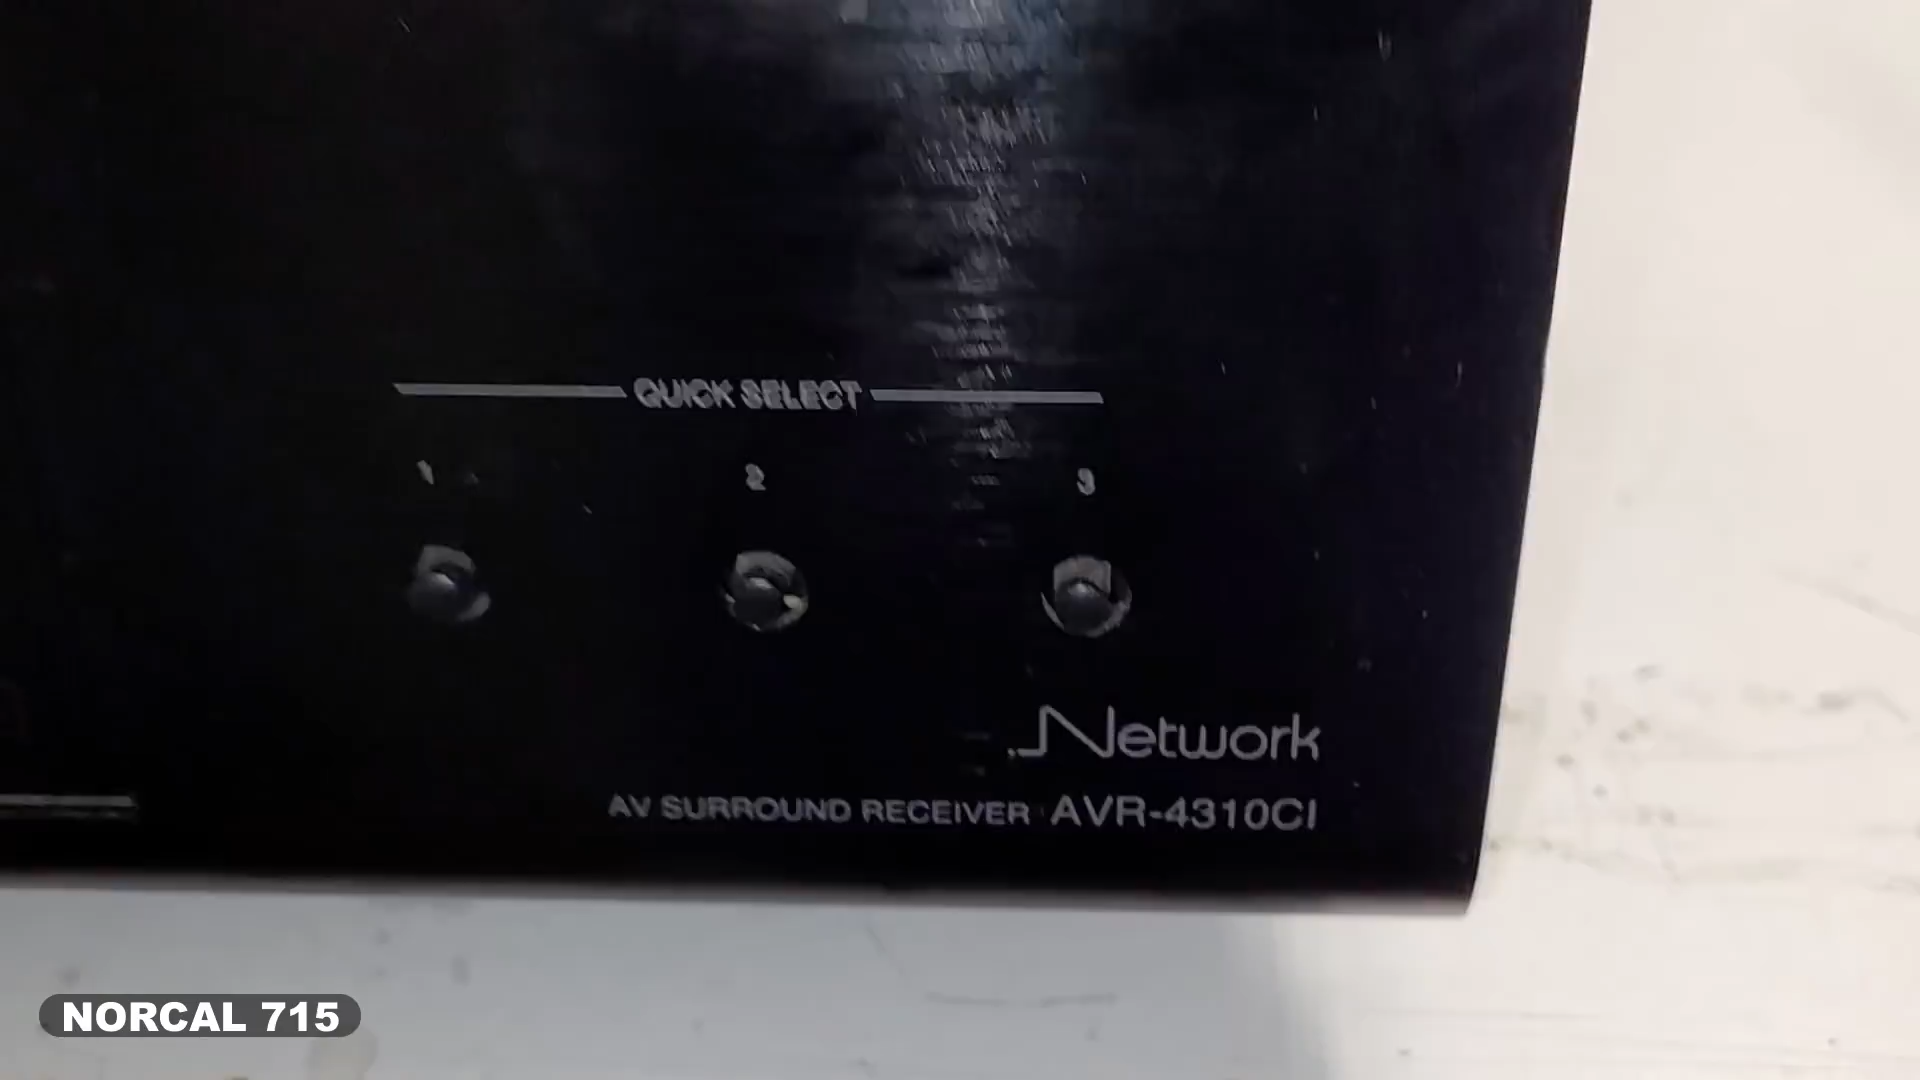 QUICK SELECT
1 2 3
Network
AV SURROUND RECEIVER AVR-4310CI
NORCAL 715